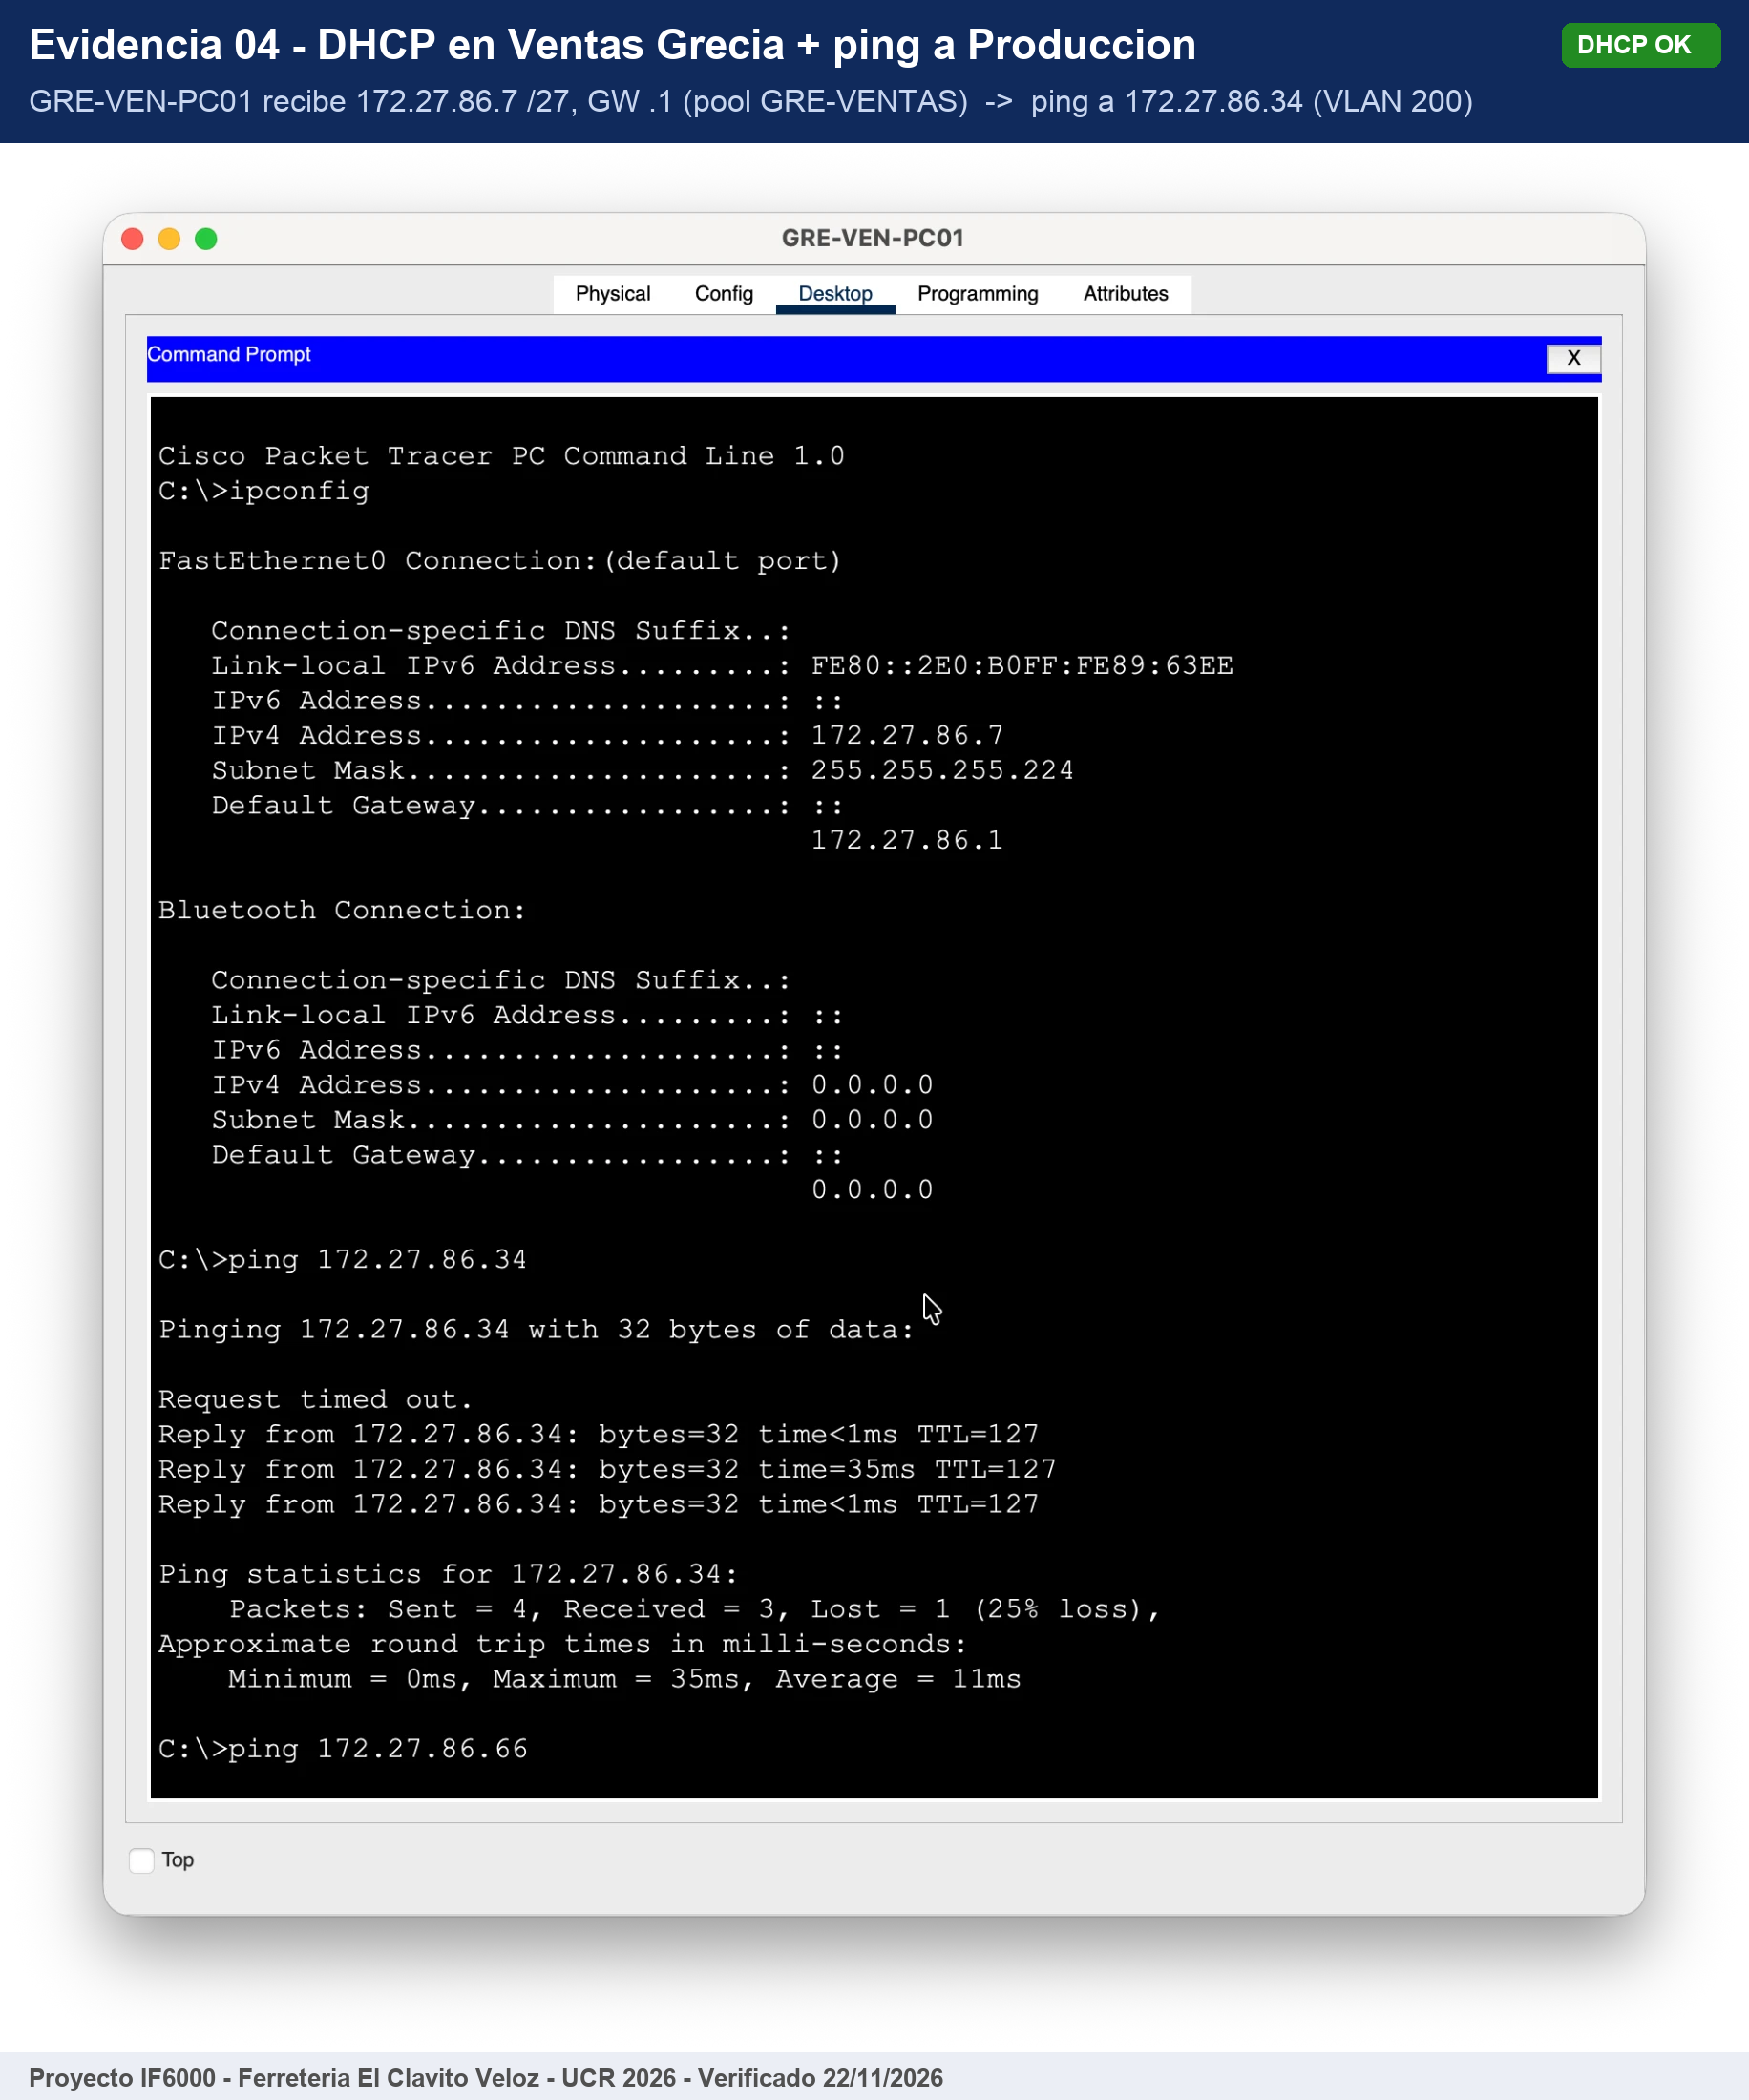 Evidencia 04 - DHCP en Ventas Grecia + ping a Produccion
DHCP OK
GRE-VEN-PC01 recibe 172.27.86.7 /27, GW .1 (pool GRE-VENTAS) -> ping a 172.27.86.34 (VLAN 200)
GRE-VEN-PC01
Physical Config Desktop Programming Attributes
Command Prompt
X
Cisco Packet Tracer PC Command Line 1.0
C:\>ipconfig
FastEthernet0 Connection:(default port)
Connection-specific DNS Suffix..:
Link-local IPv6 Address.........: FE80::2E0:B0FF:FE89:63EE
IPv6 Address....................: ::
IPv4 Address....................: 172.27.86.7
Subnet Mask.....................: 255.255.255.224
Default Gateway.................: ::
172.27.86.1
Bluetooth Connection:
Connection-specific DNS Suffix..:
Link-local IPv6 Address.........: ::
IPv6 Address....................: ::
IPv4 Address....................: 0.0.0.0
Subnet Mask.....................: 0.0.0.0
Default Gateway.................: ::
0.0.0.0
C:\>ping 172.27.86.34
Pinging 172.27.86.34 with 32 bytes of data:
Request timed out.
Reply from 172.27.86.34: bytes=32 time<1ms TTL=127
Reply from 172.27.86.34: bytes=32 time=35ms TTL=127
Reply from 172.27.86.34: bytes=32 time<1ms TTL=127
Ping statistics for 172.27.86.34:
Packets: Sent = 4, Received = 3, Lost = 1 (25% loss),
Approximate round trip times in milli-seconds:
Minimum = 0ms, Maximum = 35ms, Average = 11ms
C:\>ping 172.27.86.66
Top
Proyecto IF6000 - Ferreteria El Clavito Veloz - UCR 2026 - Verificado 22/11/2026